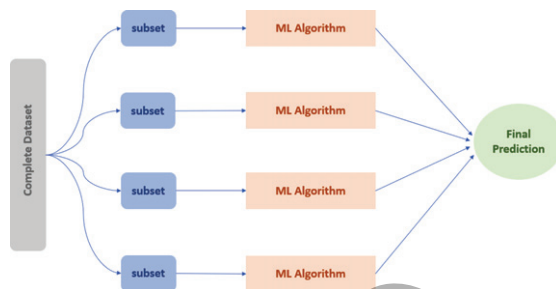 Complete Dataset
subset
ML Algorithm
subset
ML Algorithm
subset
ML Algorithm
subset
ML Algorithm
Final
Prediction